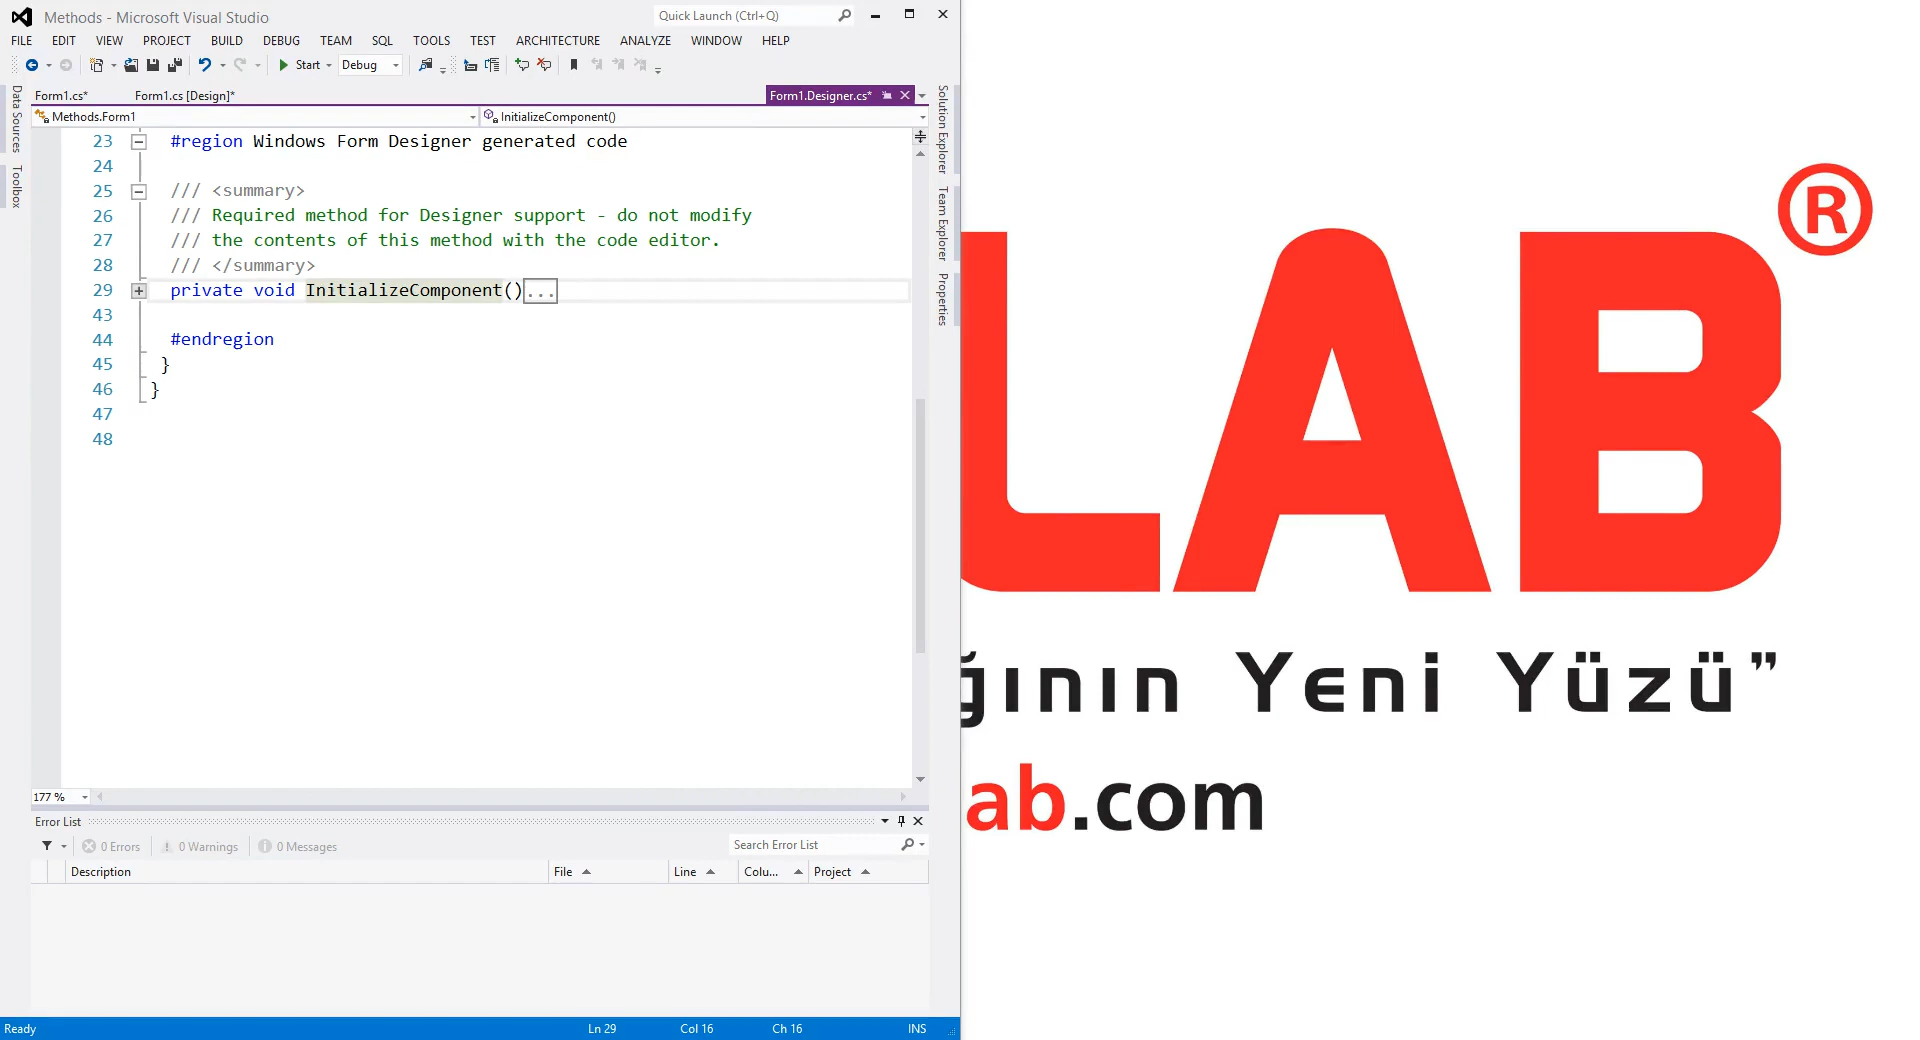 Methods - Microsoft Visual Studio
Quick Launch (Ctrl+Q)
FILE EDIT VIEW PROJECT BUILD DEBUG TEAM SQL TOOLS TEST ARCHITECTURE ANALYZE WINDOW HELP
Start Debug
Form1.cs* Form1.cs [Design]* Form1.Designer.cs*
Methods.Form1 InitializeComponent()
Data Sources
Toolbox
23 #region Windows Form Designer generated code
24
25 /// <summary>
26 /// Required method for Designer support - do not modify
27 /// the contents of this method with the code editor.
28 /// </summary>
29 private void InitializeComponent()...
43
44 #endregion
45 }
46 }
47
48
177 %
Solution Explorer
Team Explorer
Properties
Error List
0 Errors 0 Warnings 0 Messages
Search Error List
Description File Line Colu... Project
Ready Ln 29 Col 16 Ch 16 INS
LAB®
ğının Yeni Yüzü”
ab.com